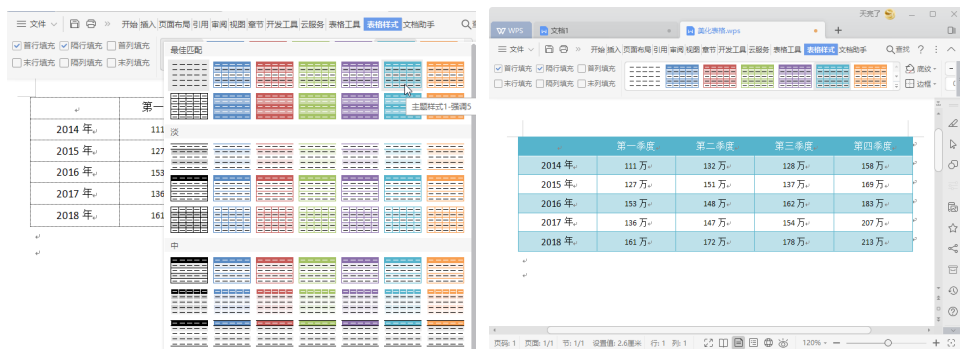 文件 开始 插入 页面布局 引用 审阅 视图 章节 开发工具 云服务 表格工具 表格样式 文档助手
首行填充 隔行填充 首列填充
末行填充 隔列填充 末列填充
最佳匹配
主题样式1-强调5
淡
中
第一
2014 年 111
2015 年 127
2016 年 153
2017 年 136
2018 年 161
天亮了
WPS 文档1 美化表格.wps
文件 开始 插入 页面布局 引用 审阅 视图 章节 开发工具 云服务 表格工具 表格样式 文档助手 查找
首行填充 隔行填充 首列填充 底纹
末行填充 隔列填充 末列填充 边框
第一季度 第二季度 第三季度 第四季度
2014 年 111 万 132 万 128 万 158 万
2015 年 127 万 151 万 137 万 169 万
2016 年 153 万 148 万 162 万 183 万
2017 年 136 万 147 万 154 万 207 万
2018 年 161 万 172 万 178 万 213 万
页码: 1 页面: 1/1 节: 1/1 设置值: 2.6厘米 行: 1 列: 1 120%